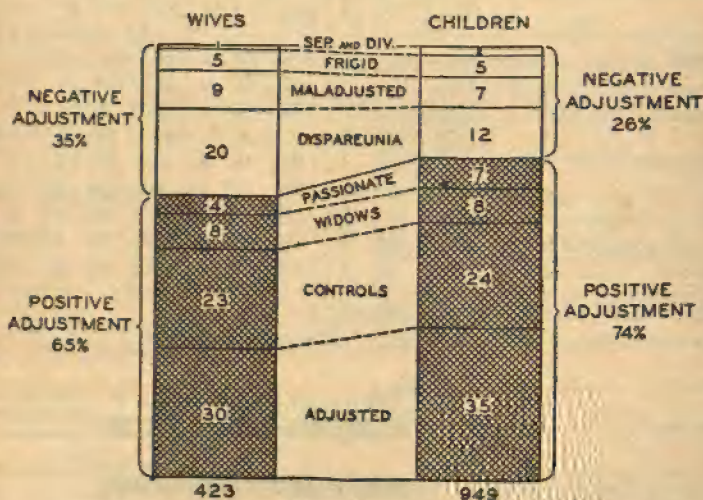 WIVES CHILDREN
1 SEP. AND DIV. 2
5 FRIGID 5
9 MALADJUSTED 7
NEGATIVE
ADJUSTMENT
35%
NEGATIVE
ADJUSTMENT
26%
20 DYSPAREUNIA 12
4 PASSIONATE 7
8 WIDOWS 8
23 CONTROLS 24
POSITIVE
ADJUSTMENT
65%
POSITIVE
ADJUSTMENT
74%
30 ADJUSTED 35
423 949